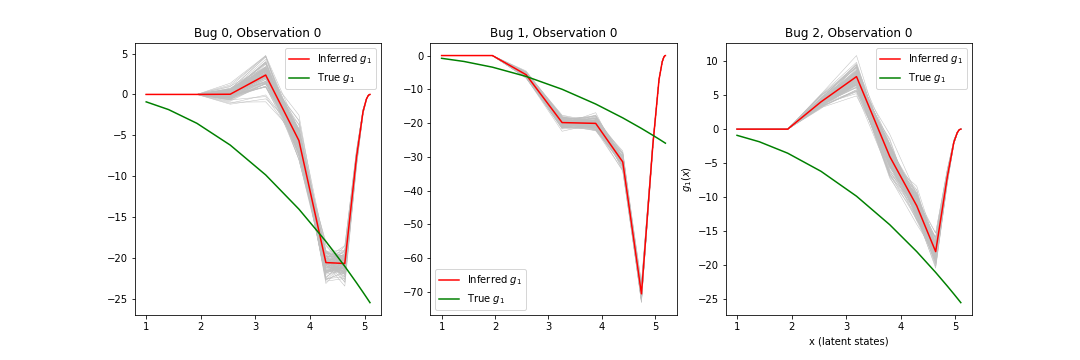 Bug 0, Observation 0
5
0
−5
−10
−15
−20
−25
1 2 3 4 5
Inferred g₁
True g₁
Bug 1, Observation 0
0
−10
−20
−30
−40
−50
−60
−70
1 2 3 4 5
Inferred g₁
True g₁
Bug 2, Observation 0
g₁(x)
10
5
0
−5
−10
−15
−20
−25
1 2 3 4 5
x (latent states)
Inferred g₁
True g₁